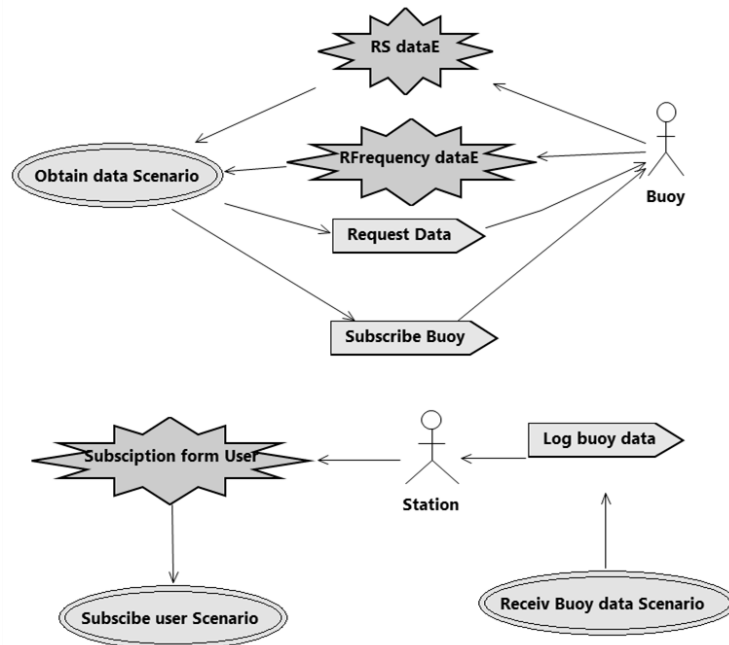 RS dataE
RFrequency dataE
Obtain data Scenario
Buoy
Request Data
Subscribe Buoy
Log buoy data
Subsciption form User
Station
Subscibe user Scenario
Receiv Buoy data Scenario